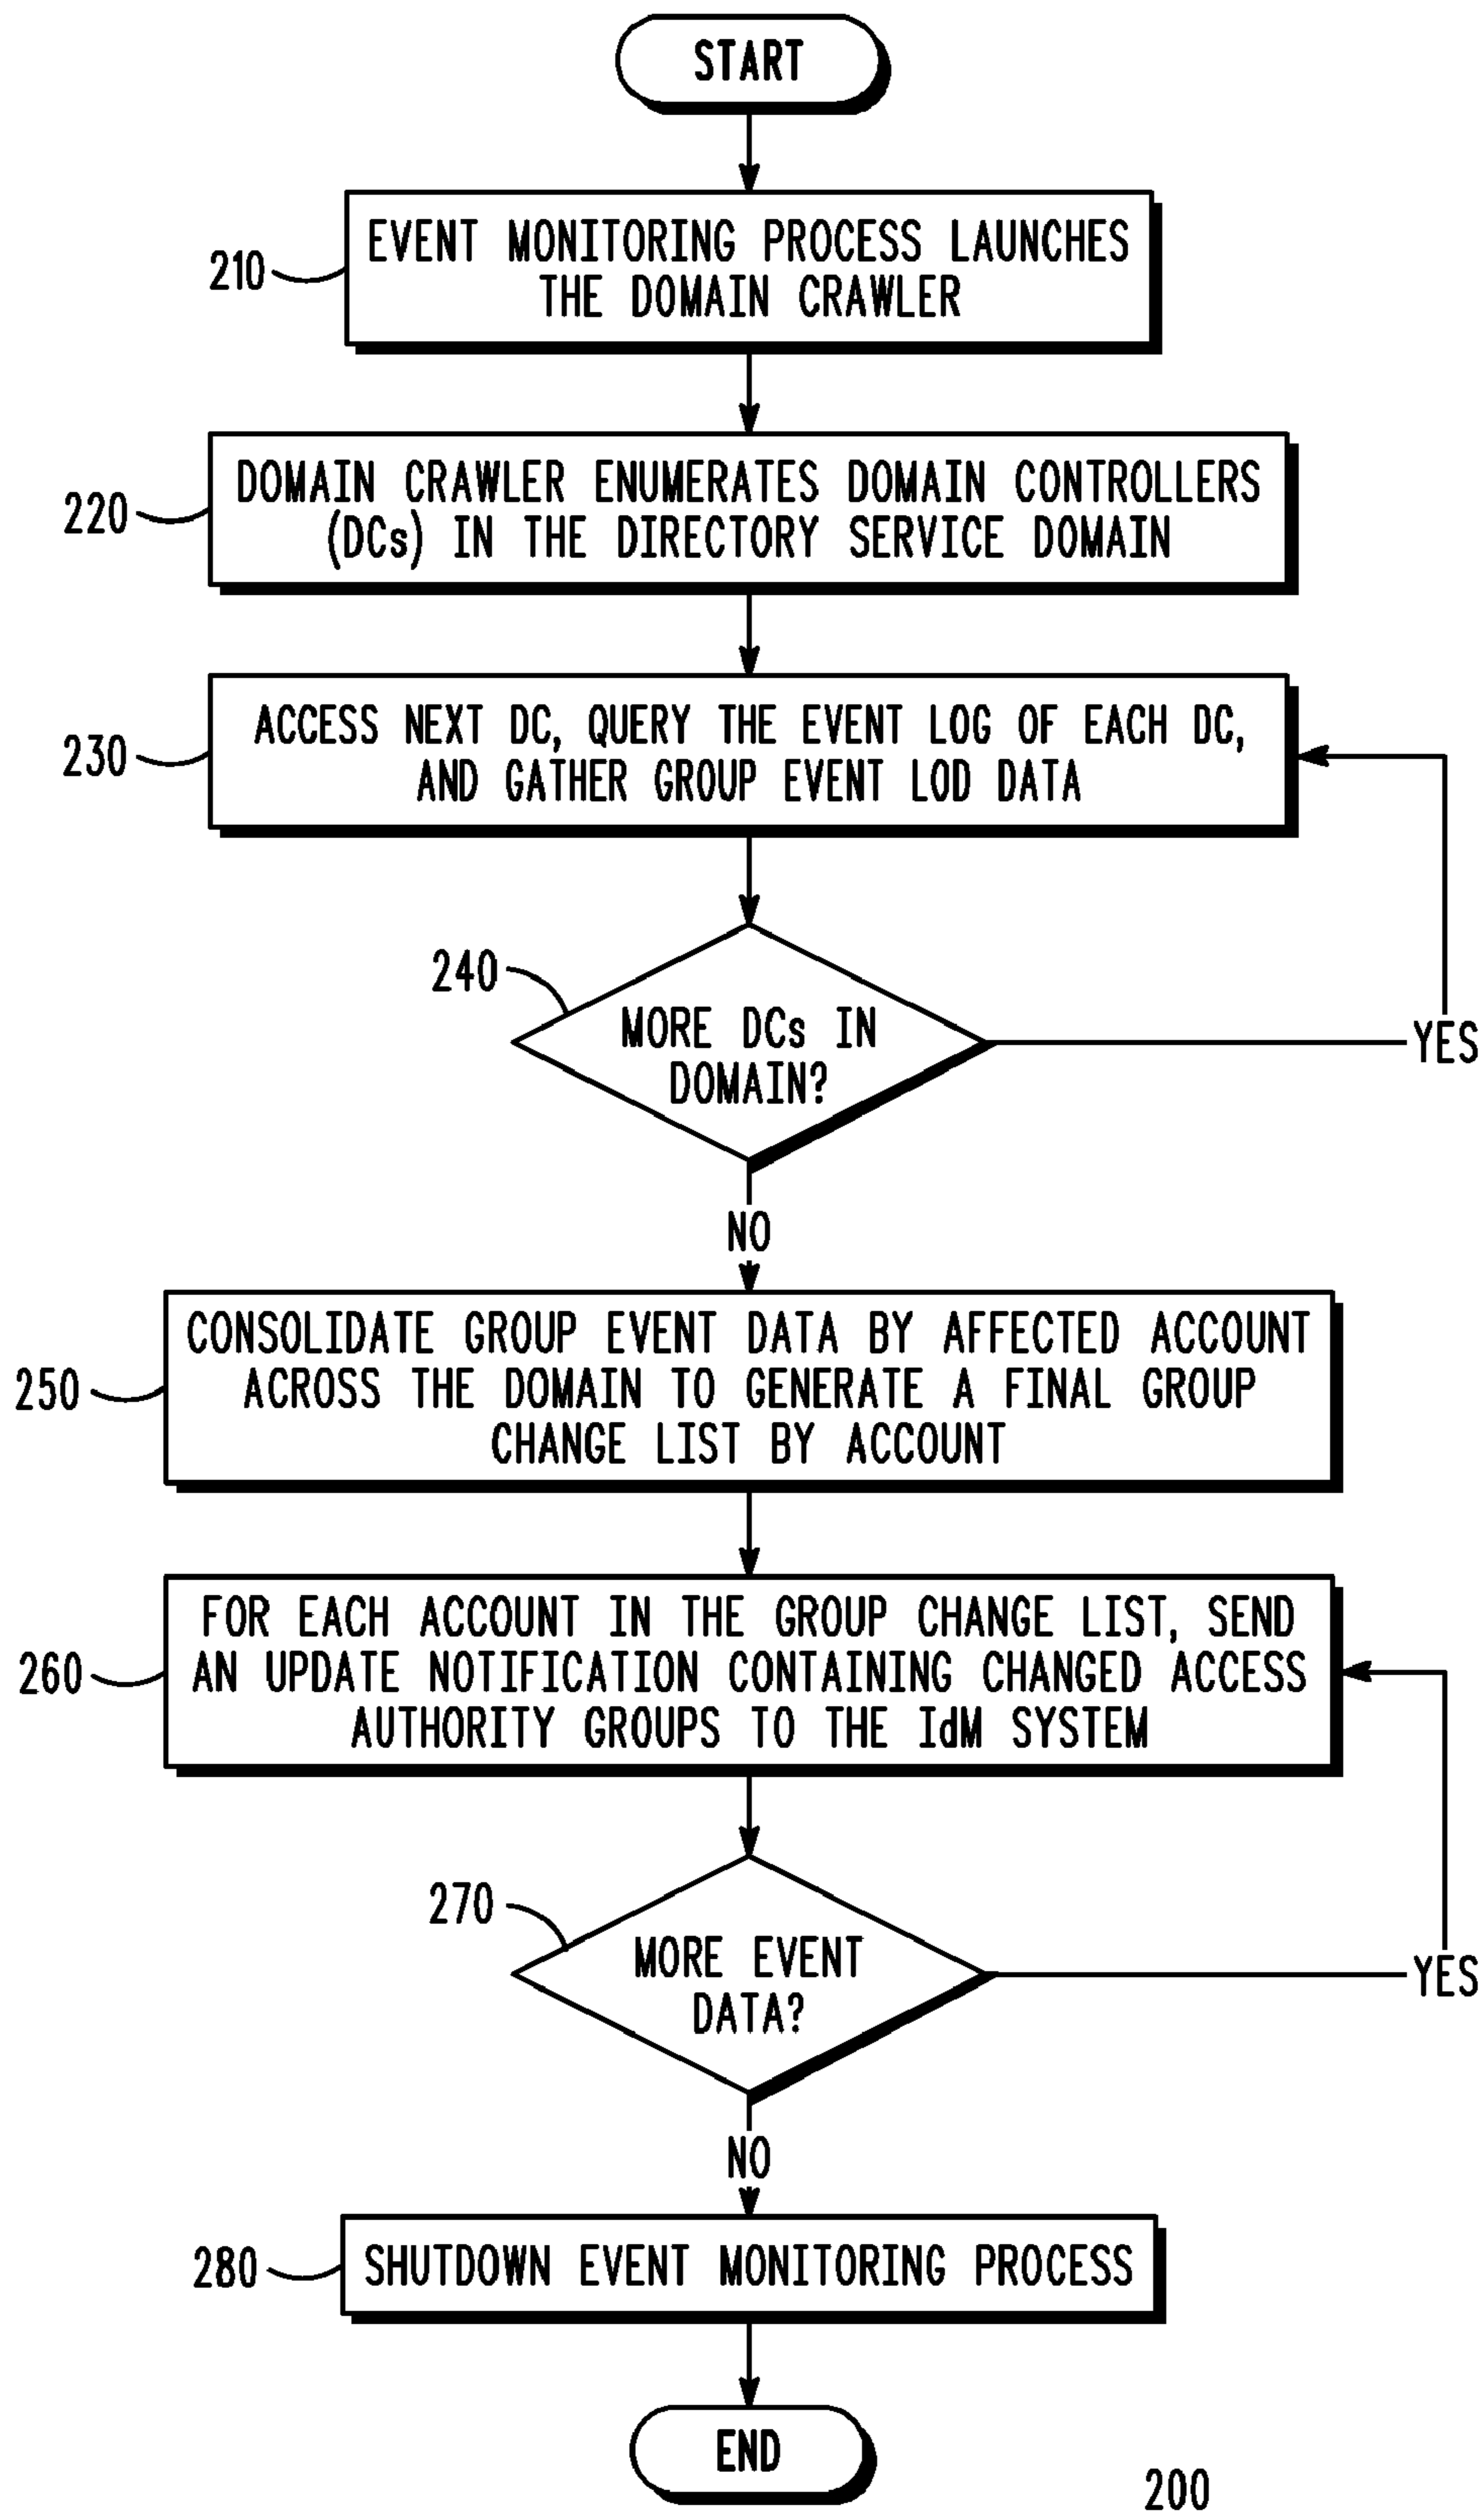 START
210
EVENT MONITORING PROCESS LAUNCHES
THE DOMAIN CRAWLER
220
DOMAIN CRAWLER ENUMERATES DOMAIN CONTROLLERS
(DCs) IN THE DIRECTORY SERVICE DOMAIN
230
ACCESS NEXT DC, QUERY THE EVENT LOG OF EACH DC,
AND GATHER GROUP EVENT LOD DATA
240
MORE DCs IN
DOMAIN?
YES
NO
250
CONSOLIDATE GROUP EVENT DATA BY AFFECTED ACCOUNT
ACROSS THE DOMAIN TO GENERATE A FINAL GROUP
CHANGE LIST BY ACCOUNT
260
FOR EACH ACCOUNT IN THE GROUP CHANGE LIST, SEND
AN UPDATE NOTIFICATION CONTAINING CHANGED ACCESS
AUTHORITY GROUPS TO THE IdM SYSTEM
270
MORE EVENT
DATA?
YES
NO
280
SHUTDOWN EVENT MONITORING PROCESS
END
200